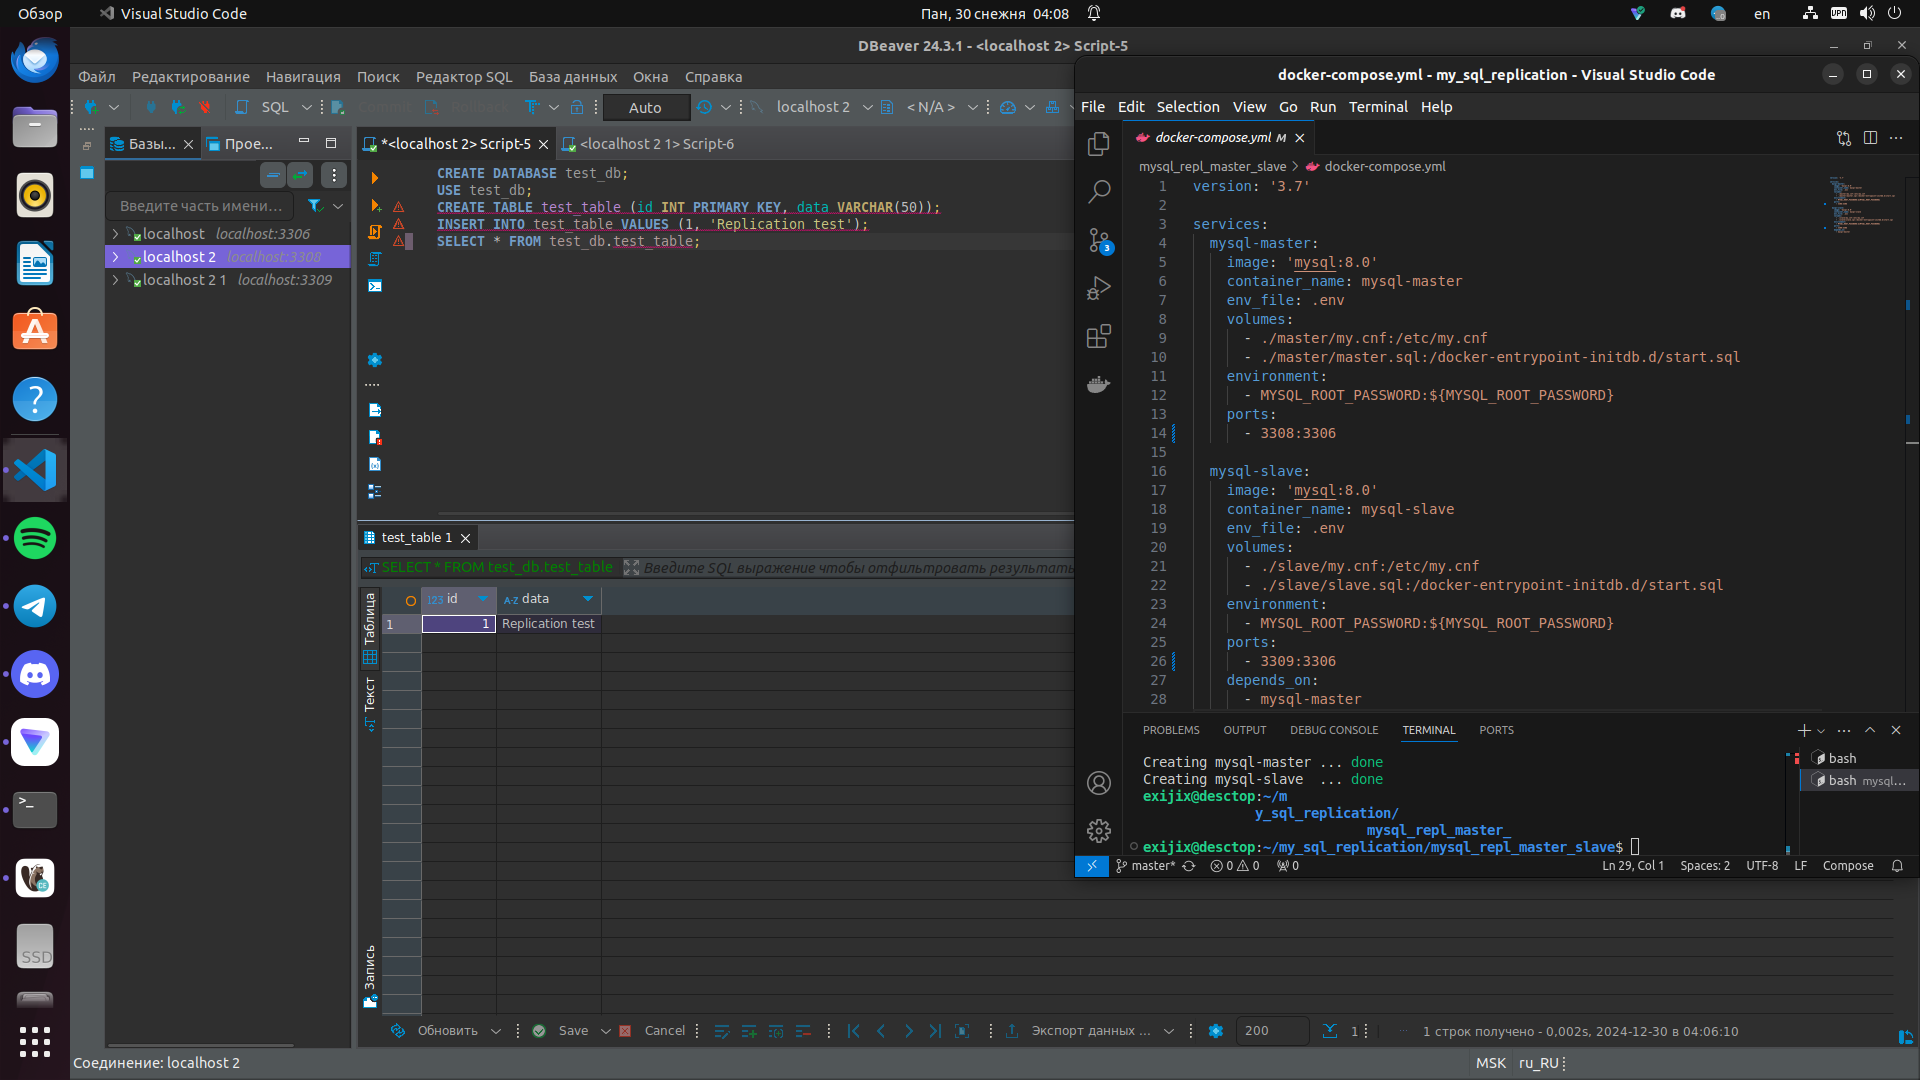 Обзор
Visual Studio Code
Пан, 30 снежня 04:08
en
VPN
DBeaver 24.3.1 - <localhost 2> Script-5
Файл Редактирование Навигация Поиск Редактор SQL База данных Окна Справка
SQL
Commit
Rollback
Auto
localhost 2
< N/A >
Базы...
Прое...
*<localhost 2> Script-5
<localhost 2 1> Script-6
Введите часть имени...
localhost localhost:3306
localhost 2 localhost:3308
localhost 2 1 localhost:3309
CREATE DATABASE test_db;
USE test_db;
CREATE TABLE test_table (id INT PRIMARY KEY, data VARCHAR(50));
INSERT INTO test_table VALUES (1, 'Replication test');
SELECT * FROM test_db.test_table;
test_table 1
SELECT * FROM test_db.test_table
Введите SQL выражение чтобы отфильтровать результаты
Таблица
Текст
Запись
123 id
A-Z data
1
1
Replication test
Обновить
Save
Cancel
Экспорт данных ...
200
1
1 строк получено - 0,002s, 2024-12-30 в 04:06:10
Соединение: localhost 2
MSK
ru_RU
SSD
docker-compose.yml - my_sql_replication - Visual Studio Code
File Edit Selection View Go Run Terminal Help
docker-compose.yml M
mysql_repl_master_slave > docker-compose.yml
3
1 version: '3.7'
2
3 services:
4 mysql-master:
5 image: 'mysql:8.0'
6 container_name: mysql-master
7 env_file: .env
8 volumes:
9 - ./master/my.cnf:/etc/my.cnf
10 - ./master/master.sql:/docker-entrypoint-initdb.d/start.sql
11 environment:
12 - MYSQL_ROOT_PASSWORD:${MYSQL_ROOT_PASSWORD}
13 ports:
14 - 3308:3306
15
16 mysql-slave:
17 image: 'mysql:8.0'
18 container_name: mysql-slave
19 env_file: .env
20 volumes:
21 - ./slave/my.cnf:/etc/my.cnf
22 - ./slave/slave.sql:/docker-entrypoint-initdb.d/start.sql
23 environment:
24 - MYSQL_ROOT_PASSWORD:${MYSQL_ROOT_PASSWORD}
25 ports:
26 - 3309:3306
27 depends_on:
28 - mysql-master
PROBLEMS OUTPUT DEBUG CONSOLE TERMINAL PORTS
Creating mysql-master ... done
Creating mysql-slave ... done
exijix@desctop:~/m
y_sql_replication/
mysql_repl_master_
exijix@desctop:~/my_sql_replication/mysql_repl_master_slave$
bash
bash mysql...
master*
0
0
0
Ln 29, Col 1
Spaces: 2
UTF-8
LF
Compose